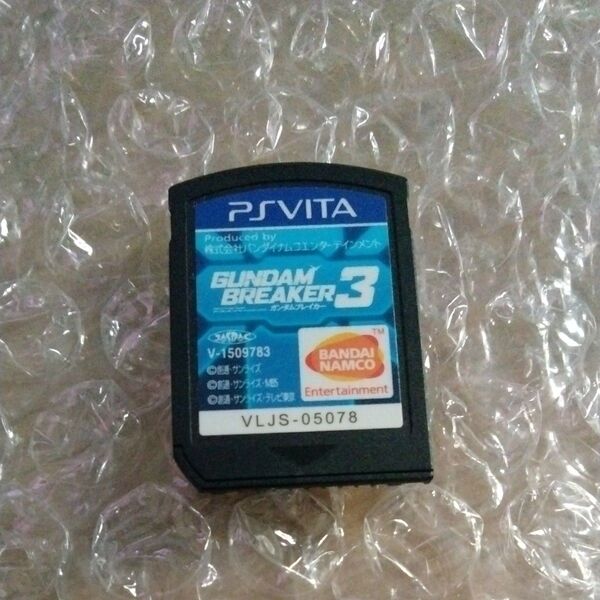 PSVITA
Produced by
株式会社バンダイナムコエンターテインメント
GUNDAM
BREAKER 3
ガンダムブレイカー
JASRAC
V-1509783
©創通・サンライズ
©創通・サンライズ・MBS
©創通・サンライズ・テレビ東京
BANDAI
NAMCO
TM
Entertainment
VLJS-05078